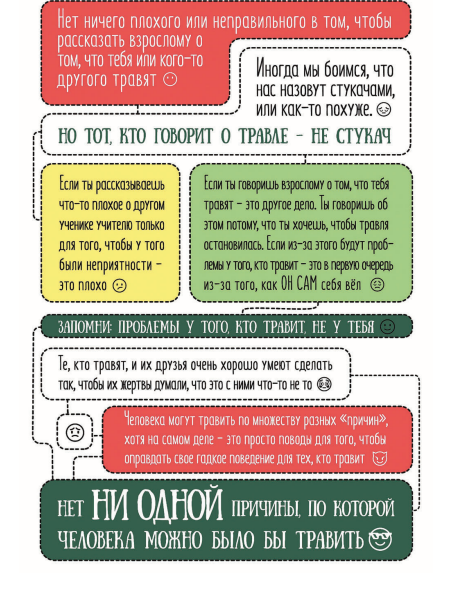 Нет ничего плохого или неправильного в том, чтобы
рассказать взрослому о
том, что тебя или кого-то
другого травят
Иногда мы боимся, что
нас назовут стукачами,
или как-то похуже.
НО ТОТ, КТО ГОВОРИТ О ТРАВЛЕ – НЕ СТУКАЧ
Если ты рассказываешь
что-то плохое о другом
ученике учителю только
для того, чтобы у того
были неприятности –
это плохо
Если ты говоришь взрослому о том, что тебя
травят – это другое дело. Ты говоришь об
этом потому, что ты хочешь, чтобы травля
остановилась. Если из-за этого будут проб-
лемы у того, кто травит – это в первую очередь
из-за того, как ОН САМ себя вёл
ЗАПОМНИ: ПРОБЛЕМЫ У ТОГО, КТО ТРАВИТ, НЕ У ТЕБЯ
Те, кто травят, и их друзья очень хорошо умеют сделать
так, чтобы их жертвы думали, что это с ними что-то не то
Человека могут травить по множеству разных «причин»,
хотя на самом деле – это просто поводы для того, чтобы
оправдать свое гадкое поведение для тех, кто травит
НЕТ НИ ОДНОЙ ПРИЧИНЫ, ПО КОТОРОЙ
ЧЕЛОВЕКА МОЖНО БЫЛО БЫ ТРАВИТЬ